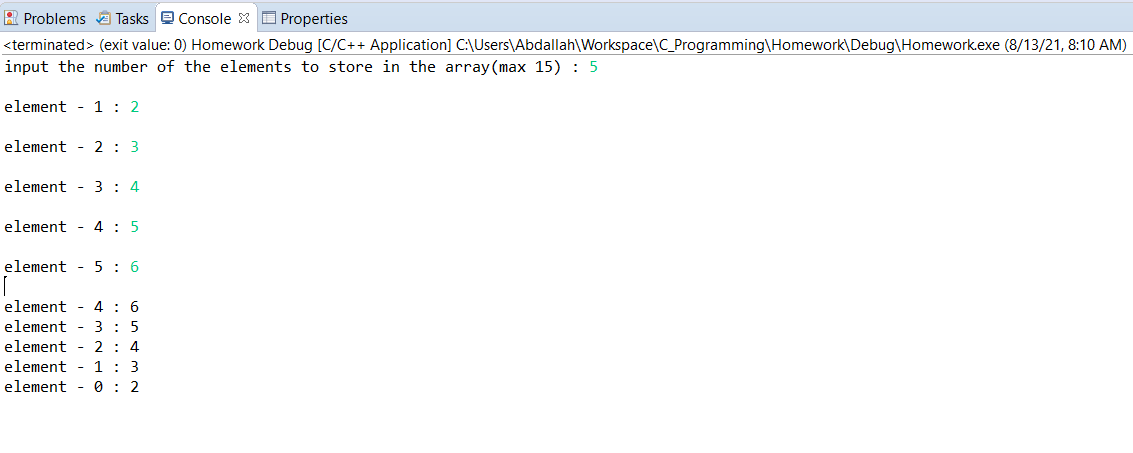 Problems Tasks Console Properties
<terminated> (exit value: 0) Homework Debug [C/C++ Application] C:\Users\Abdallah\Workspace\C_Programming\Homework\Debug\Homework.exe (8/13/21, 8:10 AM)
input the number of the elements to store in the array(max 15) : 5
element - 1 : 2
element - 2 : 3
element - 3 : 4
element - 4 : 5
element - 5 : 6
element - 4 : 6
element - 3 : 5
element - 2 : 4
element - 1 : 3
element - 0 : 2